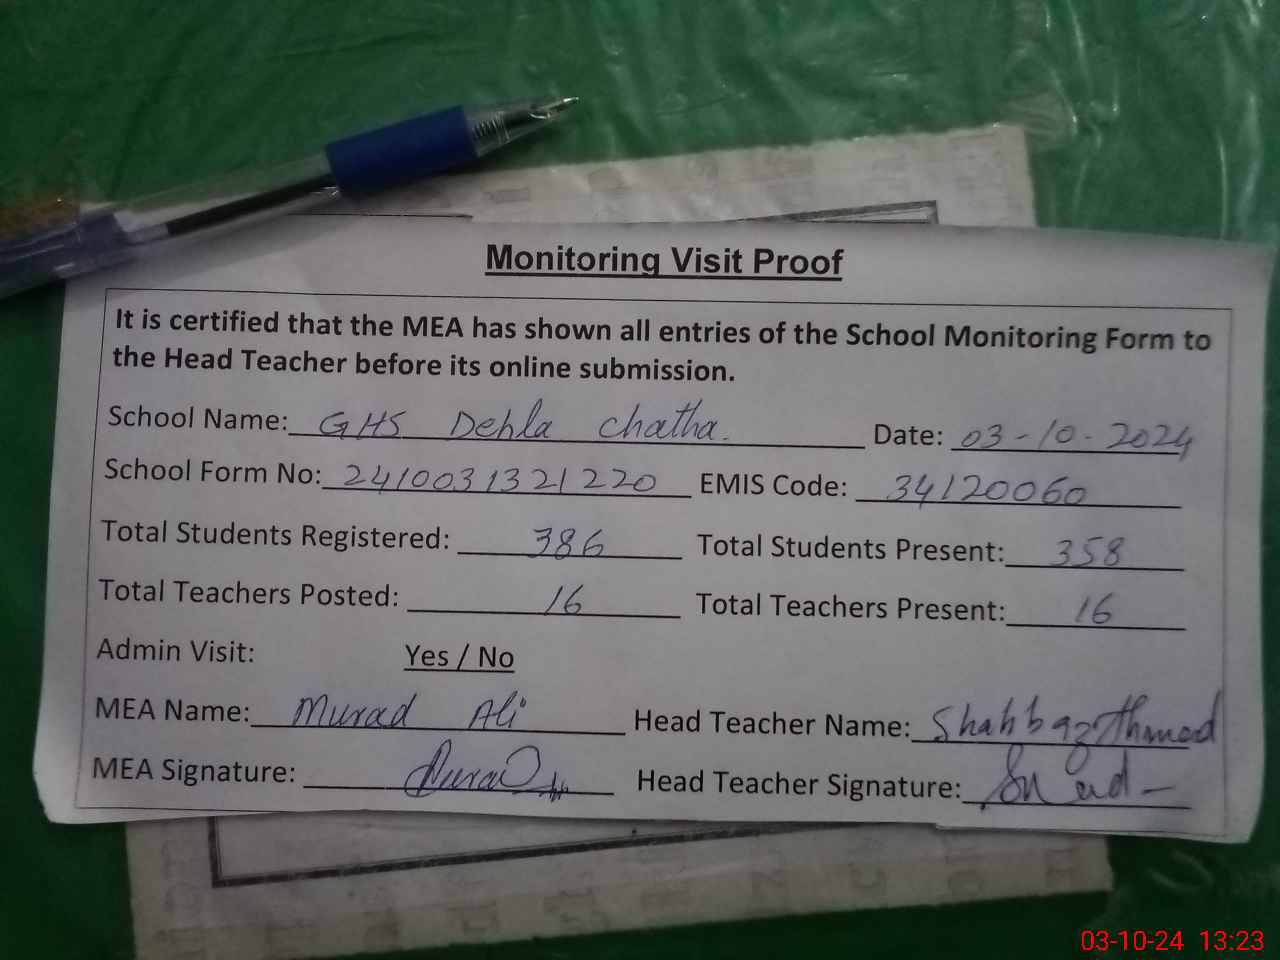 Monitoring Visit Proof
It is certified that the MEA has shown all entries of the School Monitoring Form to
the Head Teacher before its online submission.
School Name: GHS Dehla Chatha. Date: 03-10-2024
School Form No: 2410031321220 EMIS Code: 34120060
Total Students Registered: 386 Total Students Present: 358
Total Teachers Posted: 16 Total Teachers Present: 16
Admin Visit: Yes / No
MEA Name: Murad Ali Head Teacher Name: Shahbaz Ahmad
MEA Signature: Murad Head Teacher Signature:
03-10-24 13:23